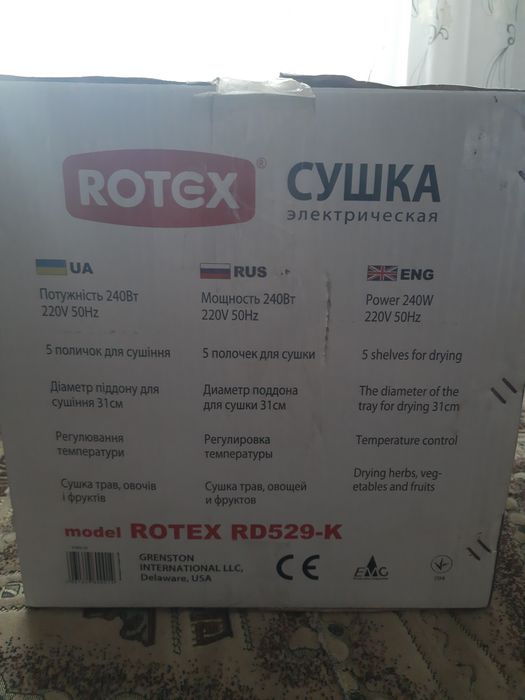 ROTEX ®
СУШКА
электрическая
UA
Потужність 240Вт
220V 50Hz
5 поличок для сушіння
Діаметр піддону для
сушіння 31см
Регулювання
температури
Сушка трав, овочів
і фруктів
RUS
Мощность 240Вт
220V 50Hz
5 полочек для сушки
Диаметр поддона
для сушки 31см
Регулировка
температуры
Сушка трав, овощей
и фруктов
ENG
Power 240W
220V 50Hz
5 shelves for drying
The diameter of the
tray for drying 31cm
Temperature control
Drying herbs, veg-
etables and fruits
model ROTEX RD529-K
GRENSTON
INTERNATIONAL LLC,
Delaware, USA
CE
EMC